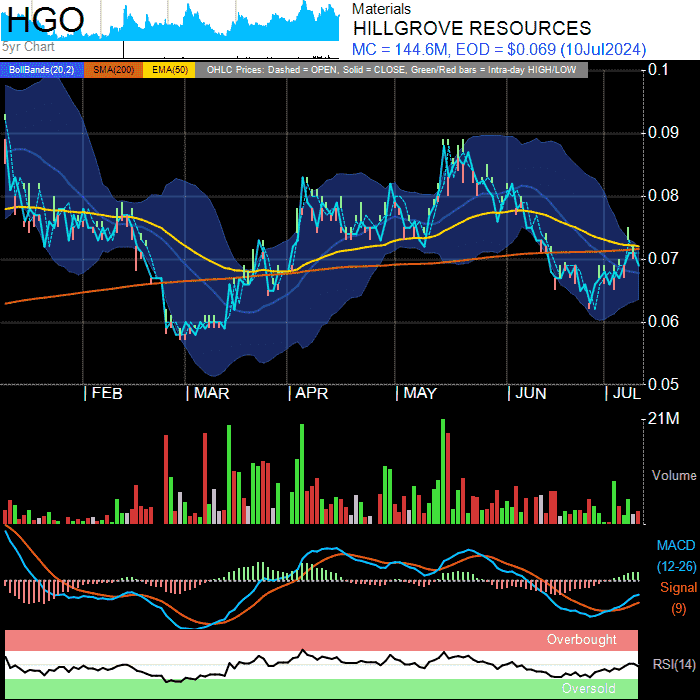 HGO
5yr Chart
Materials
HILLGROVE RESOURCES
MC = 144.6M, EOD = $0.069 (10Jul2024)
BollBands(20,2) SMA(200) EMA(50) OHLC Prices: Dashed = OPEN, Solid = CLOSE, Green/Red bars = Intra-day HIGH/LOW
0.1
0.09
0.08
0.07
0.06
0.05
| FEB | MAR | APR | MAY | JUN | JUL
21M
Volume
MACD
(12-26)
Signal
(9)
Overbought
RSI(14)
Oversold